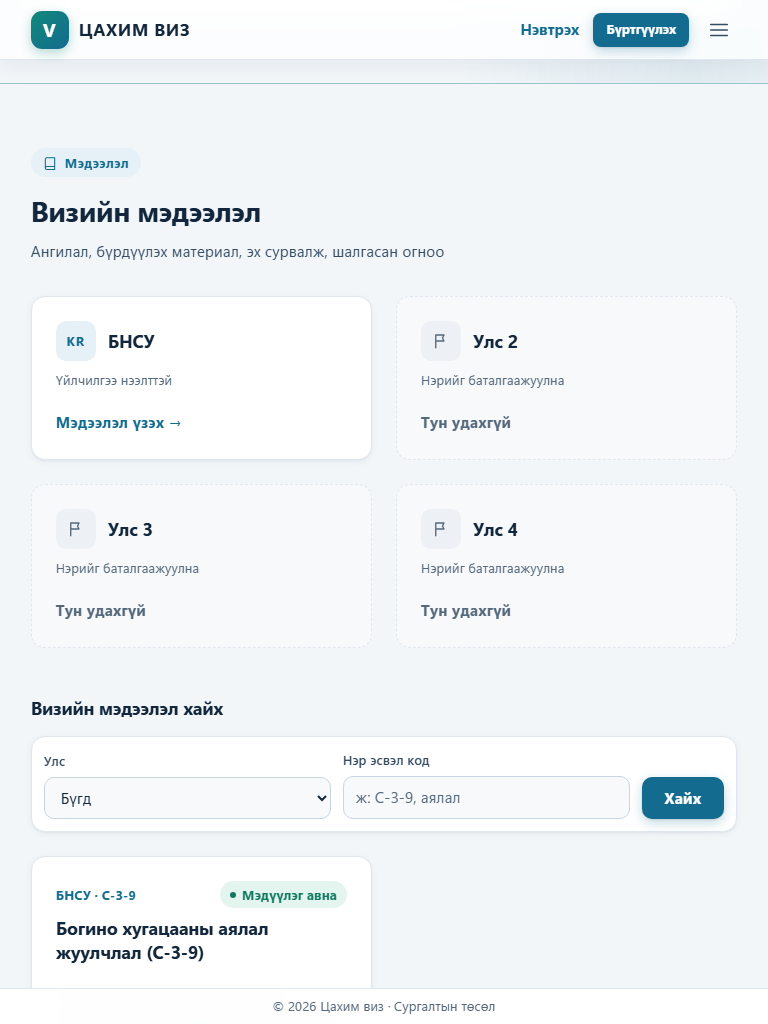 V ЦАХИМ ВИЗ
Нэвтрэх
Бүртгүүлэх
Мэдээлэл
Визийн мэдээлэл
Ангилал, бүрдүүлэх материал, эх сурвалж, шалгасан огноо
KR БНСУ
Үйлчилгээ нээлттэй
Мэдээлэл үзэх →
Улс 2
Нэрийг баталгаажуулна
Тун удахгүй
Улс 3
Нэрийг баталгаажуулна
Тун удахгүй
Улс 4
Нэрийг баталгаажуулна
Тун удахгүй
Визийн мэдээлэл хайх
Улс
Бүгд
Нэр эсвэл код
ж: C-3-9, аялал
Хайх
БНСУ · C-3-9
Мэдүүлэг авна
Богино хугацааны аялал
жуулчлал (C-3-9)
© 2026 Цахим виз · Сургалтын төсөл